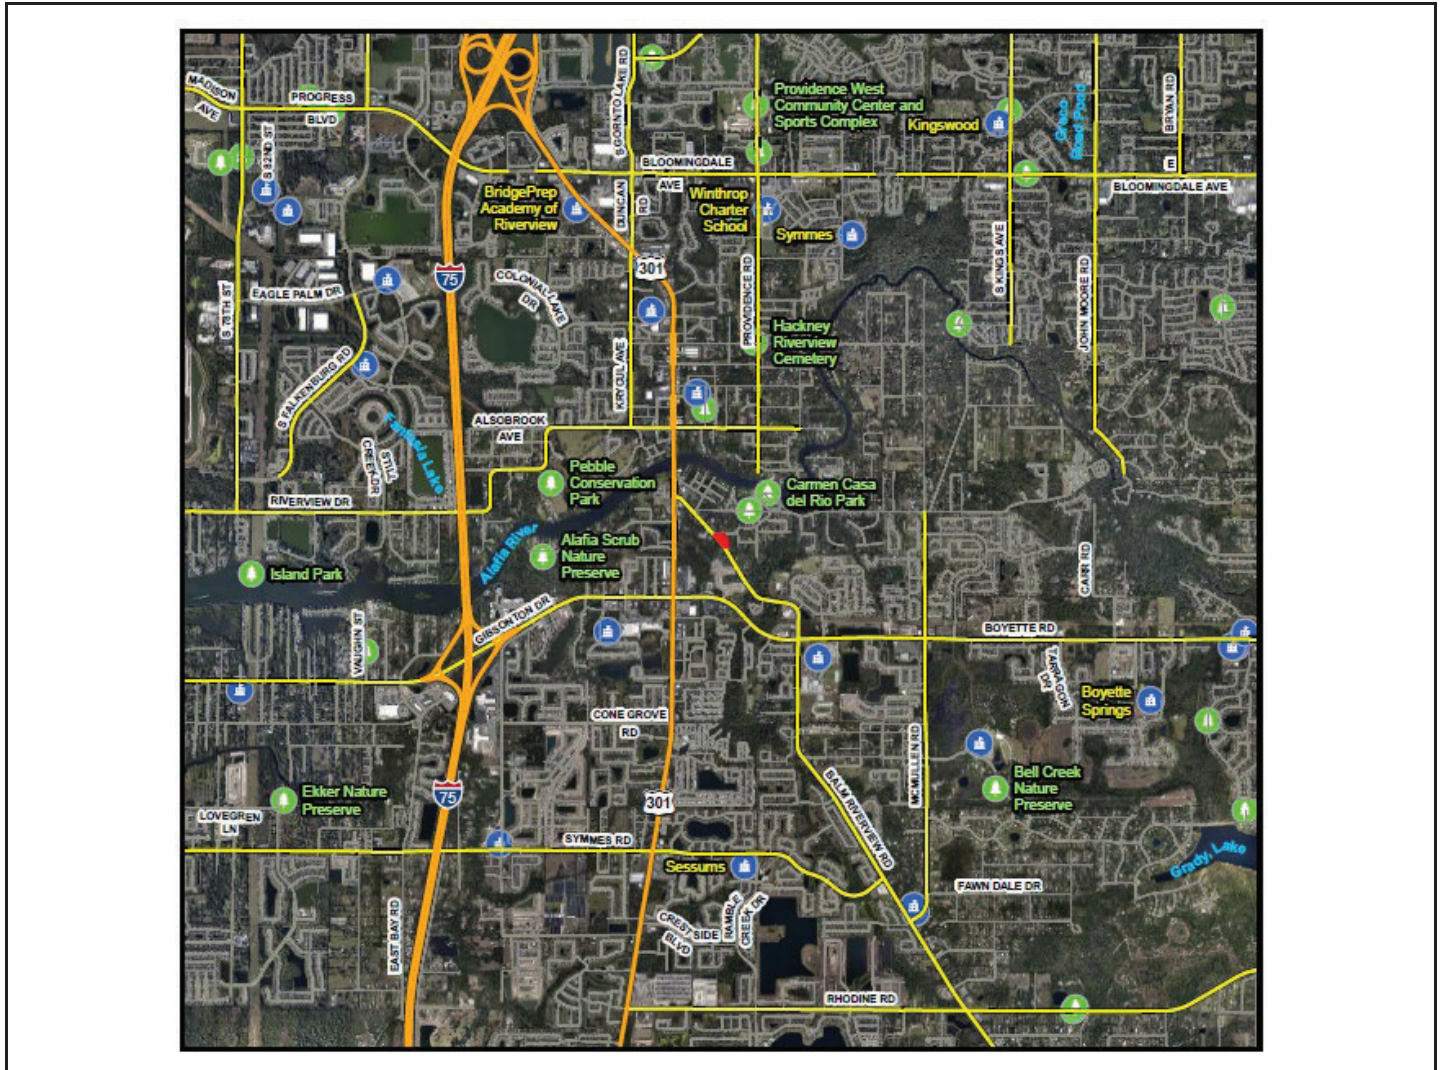 MADISON
AVE
PROGRESS
BLVD
S 82ND ST
S GORNTO LAKE RD
Providence West
Community Center and
Sports Complex
Kingswood
Green
Pond
BRYAN RD
BLOOMINGDALE
AVE
E
BLOOMINGDALE AVE
BridgePrep
Academy of
Riverview
DUNCAN
RD
Winthrop
Charter
School
Symmes
S KINGS AVE
75
301
COLONIAL LAKE
DR
EAGLE PALM DR
S 78TH ST
PROVIDENCE RD
JOHN MOORE RD
Hackney
Riverview
Cemetery
S FALKENBURG RD
KRYCUL AVE
ALSOBROOK
AVE
Fantasia Lake
STILL
CREEK DR
Pebble
Conservation
Park
Carmen Casa
del Rio Park
RIVERVIEW DR
Alafia River
Alafia Scrub
Nature
Preserve
Island Park
CARR RD
GIBSONTON DR
VAUGHN ST
BOYETTE RD
TARRAGON
DR
Boyette
Springs
CONE GROVE
RD
MCMULLEN RD
Bell Creek
Nature
Preserve
75
301
Ekker Nature
Preserve
LOVEGREN
LN
BALM RIVERVIEW RD
SYMMES RD
Sessums
Grady, Lake
FAWN DALE DR
CREST SIDE
BLVD
RAMBLE
CREEK DR
EAST BAY RD
RHODINE RD